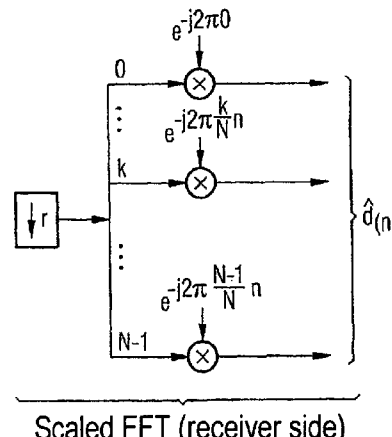 e^-j2π0
0
⋮
e^-j2π k/N n
k
↓ r
⋮
d̂(n
e^-j2π N-1/N n
N-1
Scaled FFT (receiver side)